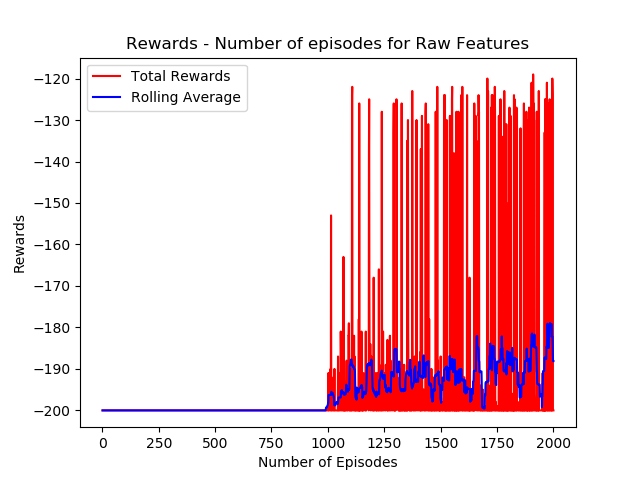 Rewards - Number of episodes for Raw Features
Total Rewards
Rolling Average
−120
−130
−140
−150
−160
−170
−180
−190
−200
Rewards
0 250 500 750 1000 1250 1500 1750 2000
Number of Episodes